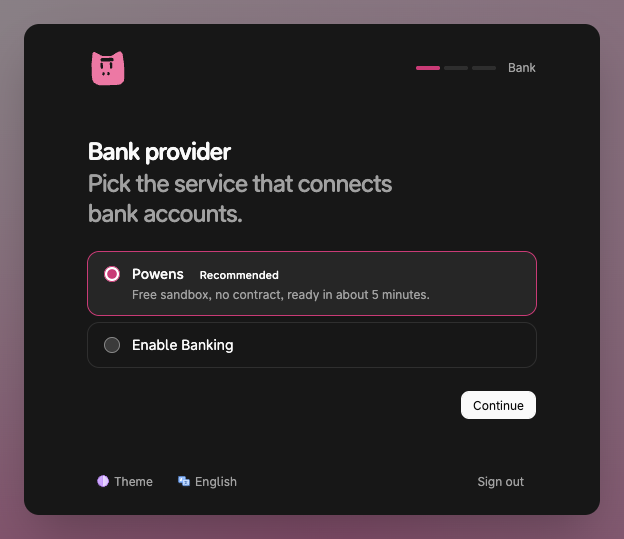 Bank
Bank provider
Pick the service that connects
bank accounts.
Powens Recommended
Free sandbox, no contract, ready in about 5 minutes.
Enable Banking
Continue
Theme English Sign out